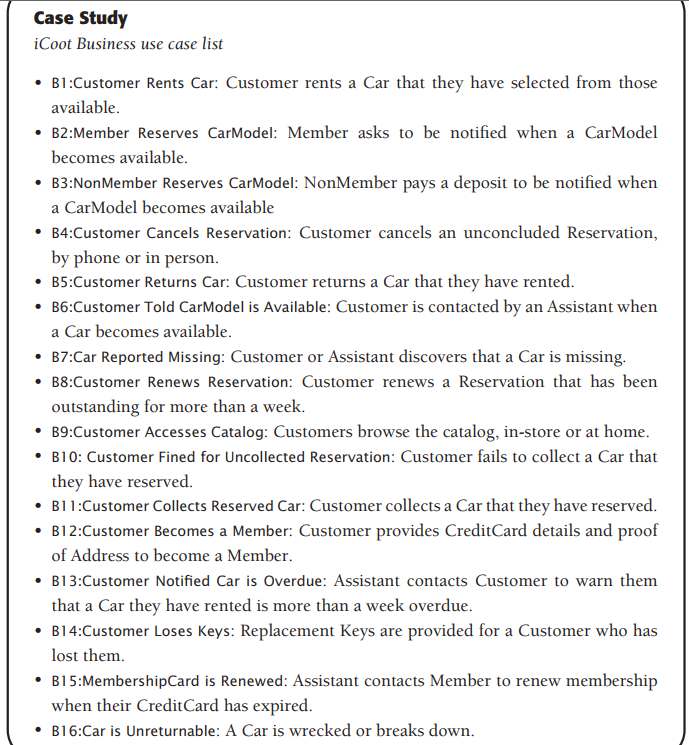 Case Study
iCoot Business use case list
• B1:Customer Rents Car: Customer rents a Car that they have selected from those
available.
• B2:Member Reserves CarModel: Member asks to be notified when a CarModel
becomes available.
• B3:NonMember Reserves CarModel: NonMember pays a deposit to be notified when
a CarModel becomes available
• B4:Customer Cancels Reservation: Customer cancels an unconcluded Reservation,
by phone or in person.
• B5:Customer Returns Car: Customer returns a Car that they have rented.
• B6:Customer Told CarModel is Available: Customer is contacted by an Assistant when
a Car becomes available.
• B7:Car Reported Missing: Customer or Assistant discovers that a Car is missing.
• B8:Customer Renews Reservation: Customer renews a Reservation that has been
outstanding for more than a week.
• B9:Customer Accesses Catalog: Customers browse the catalog, in-store or at home.
• B10: Customer Fined for Uncollected Reservation: Customer fails to collect a Car that
they have reserved.
• B11:Customer Collects Reserved Car: Customer collects a Car that they have reserved.
• B12:Customer Becomes a Member: Customer provides CreditCard details and proof
of Address to become a Member.
• B13:Customer Notified Car is Overdue: Assistant contacts Customer to warn them
that a Car they have rented is more than a week overdue.
• B14:Customer Loses Keys: Replacement Keys are provided for a Customer who has
lost them.
• B15:MembershipCard is Renewed: Assistant contacts Member to renew membership
when their CreditCard has expired.
• B16:Car is Unreturnable: A Car is wrecked or breaks down.